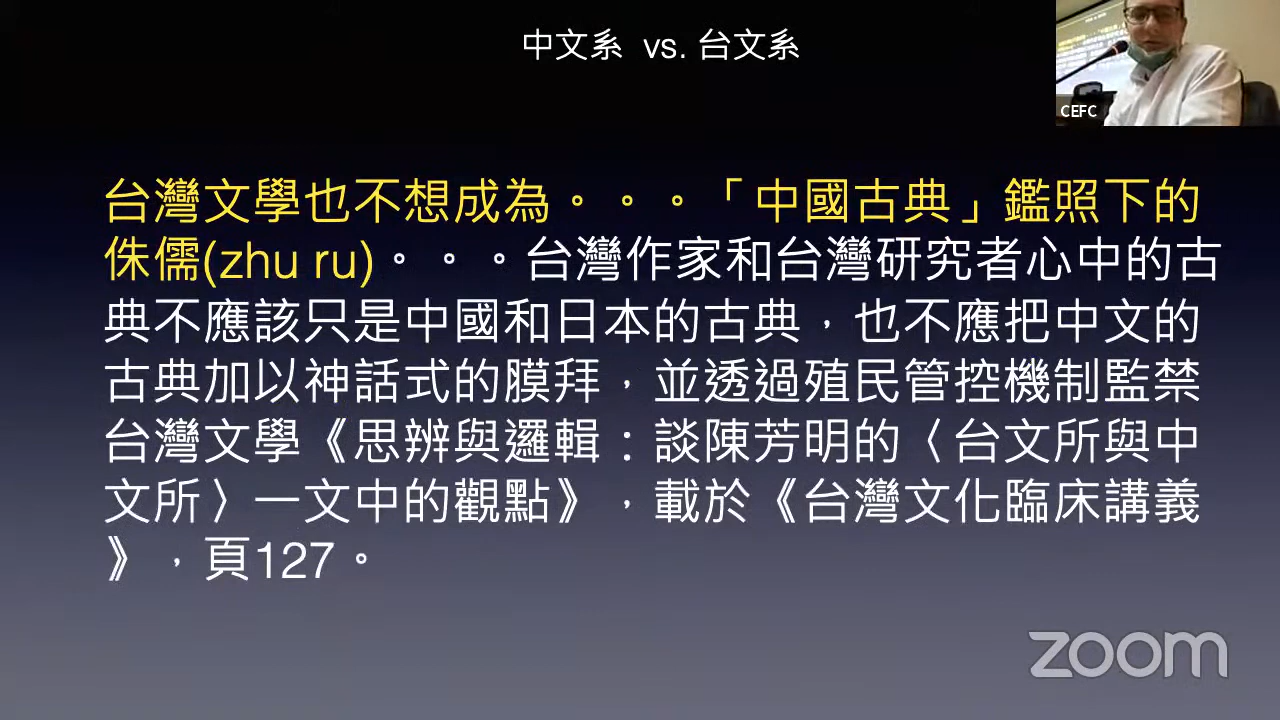 中文系 vs. 台文系
CEFC
台灣文學也不想成為。。。「中國古典」鑑照下的
侏儒(zhu ru)。。。台灣作家和台灣研究者心中的古
典不應該只是中國和日本的古典，也不應把中文的
古典加以神話式的膜拜，並透過殖民管控機制監禁
台灣文學《思辨與邏輯：談陳芳明的〈台文所與中
文所〉一文中的觀點》，載於《台灣文化臨床講義
》，頁127。
zoom